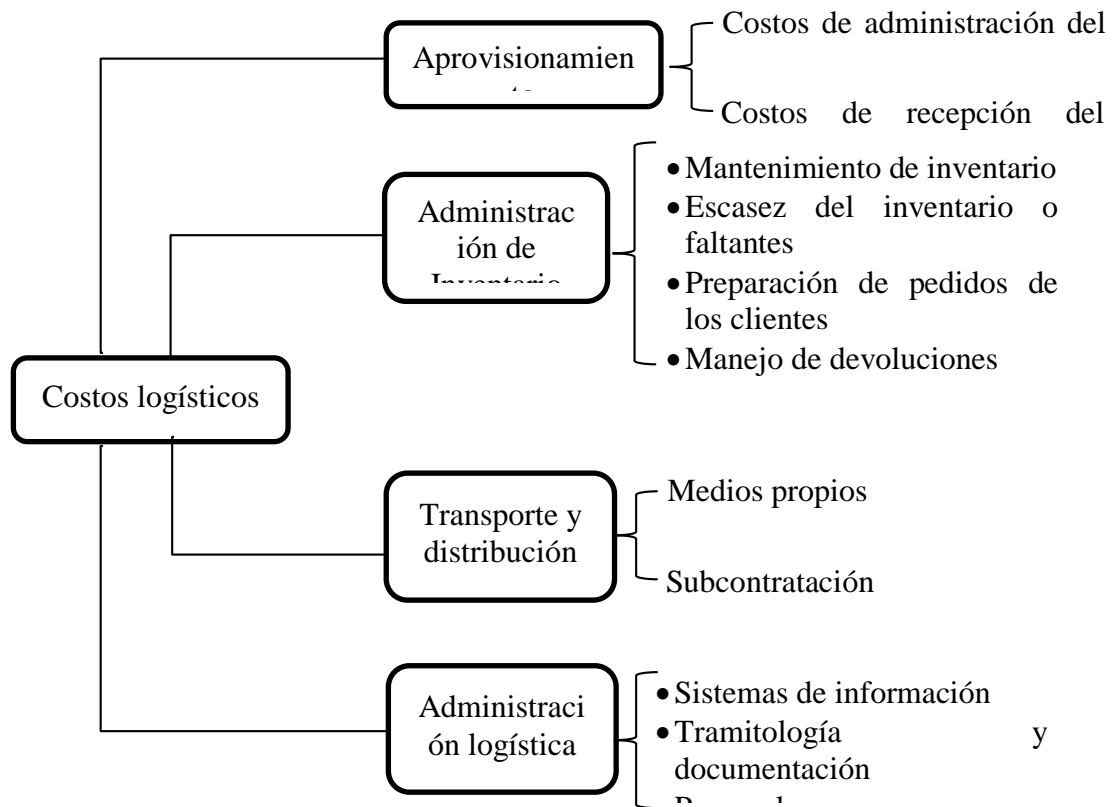 Costos de administración del
Aprovisionamien
Costos de recepción del
• Mantenimiento de inventario
• Escasez del inventario o
faltantes
• Preparación de pedidos de
los clientes
• Manejo de devoluciones
Administrac
ión de
Inventario
Costos logísticos
Transporte y
distribución
Medios propios
Subcontratación
Administraci
ón logística
• Sistemas de información
• Tramitología y
documentación